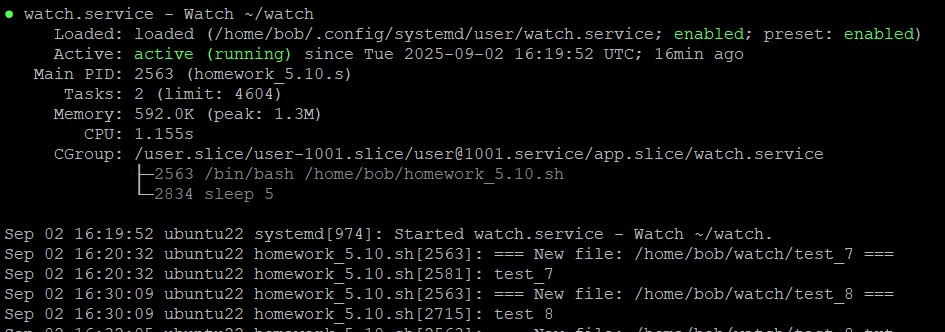 ● watch.service - Watch ~/watch
Loaded: loaded (/home/bob/.config/systemd/user/watch.service; enabled; preset: enabled)
Active: active (running) since Tue 2025-09-02 16:19:52 UTC; 16min ago
Main PID: 2563 (homework_5.10.s)
Tasks: 2 (limit: 4604)
Memory: 592.0K (peak: 1.3M)
CPU: 1.155s
CGroup: /user.slice/user-1001.slice/user@1001.service/app.slice/watch.service
├─2563 /bin/bash /home/bob/homework_5.10.sh
└─2834 sleep 5
Sep 02 16:19:52 ubuntu22 systemd[974]: Started watch.service - Watch ~/watch.
Sep 02 16:20:32 ubuntu22 homework_5.10.sh[2563]: === New file: /home/bob/watch/test_7 ===
Sep 02 16:20:32 ubuntu22 homework_5.10.sh[2581]: test_7
Sep 02 16:30:09 ubuntu22 homework_5.10.sh[2563]: === New file: /home/bob/watch/test_8 ===
Sep 02 16:30:09 ubuntu22 homework_5.10.sh[2715]: test 8